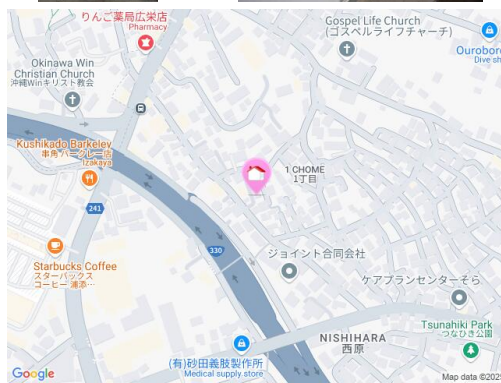 りんご薬局広栄店
Pharmacy
Gospel Life Church
(ゴスペルライフチャーチ)
Okinawa Win
Christian Church
沖縄Winキリスト教会
Dive sh
Kushikado Barkeley
串角 バークレー店
Izakaya
1 CHOME
1丁目
241
330
ジョイント合同会社
Starbucks Coffee
スターバックス
コーヒー 浦添…
ケアプランセンターそら
Tsunahiki Park
つなひき公園
NISHIHARA
西原
(有)砂田義肢製作所
Medical supply store
Google
Map data ©2025